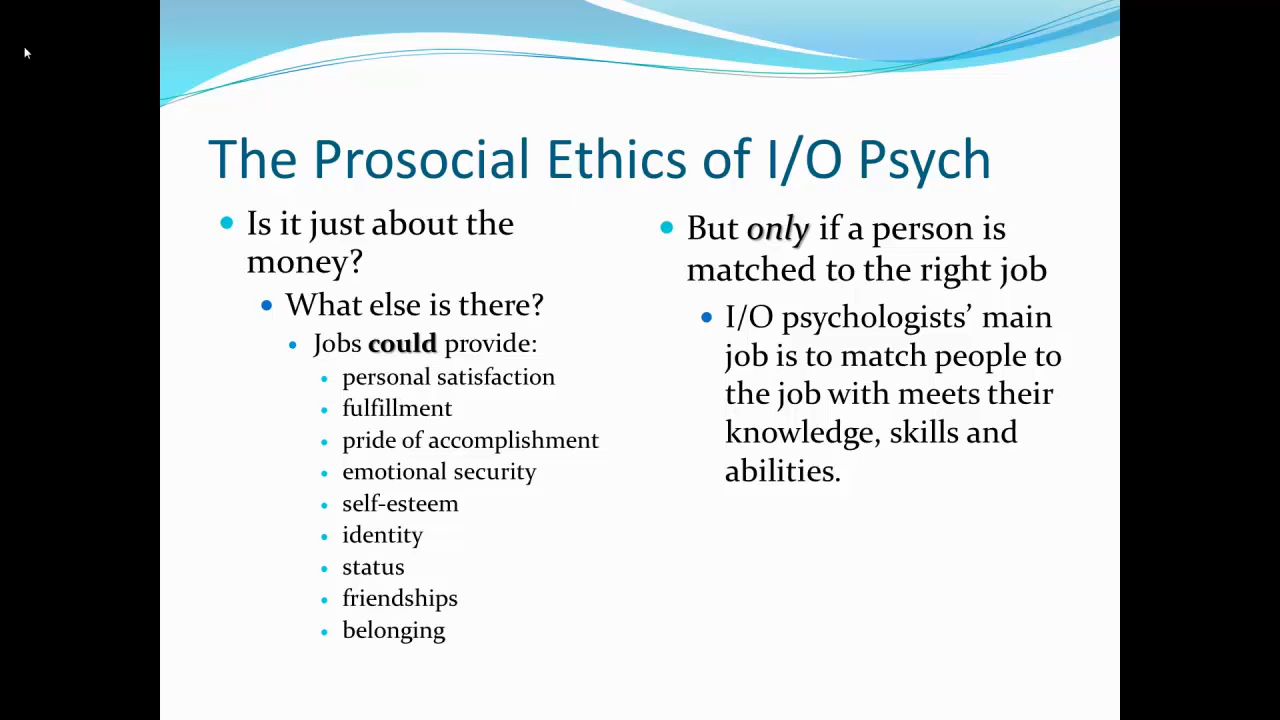 The Prosocial Ethics of I/O Psych
Is it just about the
money?
What else is there?
Jobs could provide:
personal satisfaction
fulfillment
pride of accomplishment
emotional security
self-esteem
identity
status
friendships
belonging
But only if a person is
matched to the right job
I/O psychologists' main
job is to match people to
the job with meets their
knowledge, skills and
abilities.